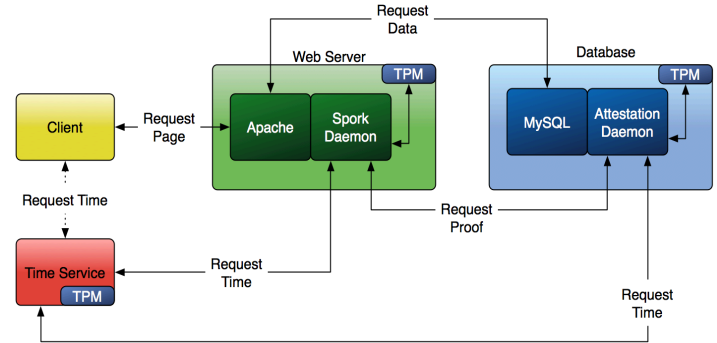 Request
Data
Web Server
Database
TPM
TPM
Client
Request
Page
Apache
Spork
Daemon
MySQL
Attestation
Daemon
Request Time
Request
Proof
Time Service
TPM
Request
Time
Request
Time